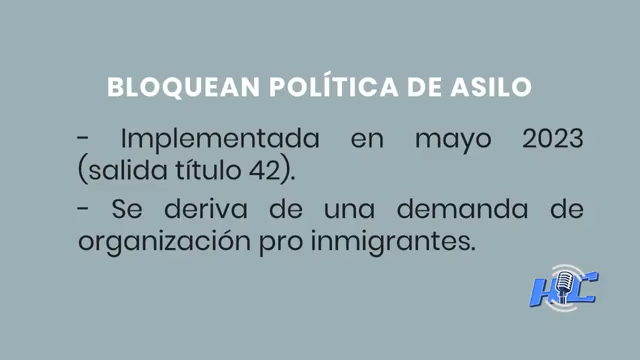 BLOQUEAN POLÍTICA DE ASILO
- Implementada en mayo 2023
(salida título 42).
- Se deriva de una demanda de
organización pro inmigrantes.
HC